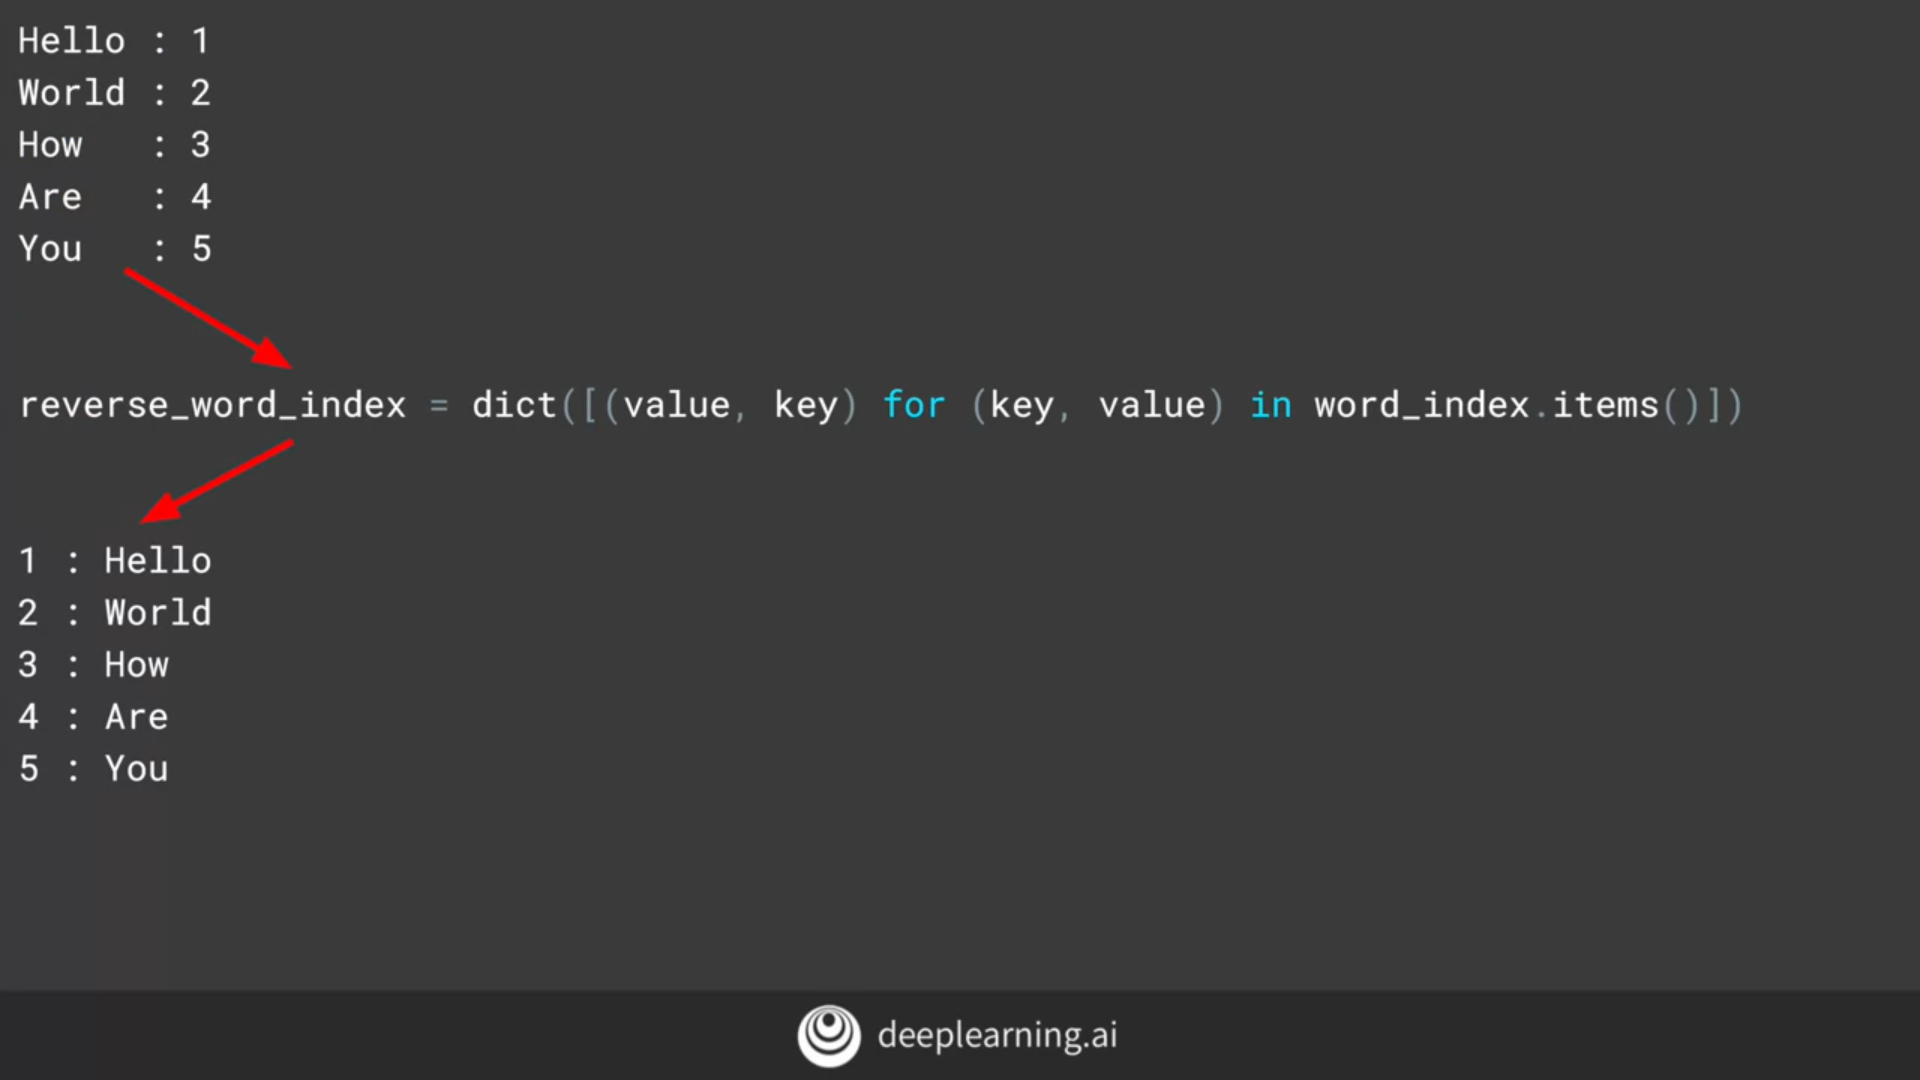 Hello : 1
World : 2
How   : 3
Are   : 4
You   : 5
reverse_word_index = dict([(value, key) for (key, value) in word_index.items()])
1 : Hello
2 : World
3 : How
4 : Are
5 : You
deeplearning.ai